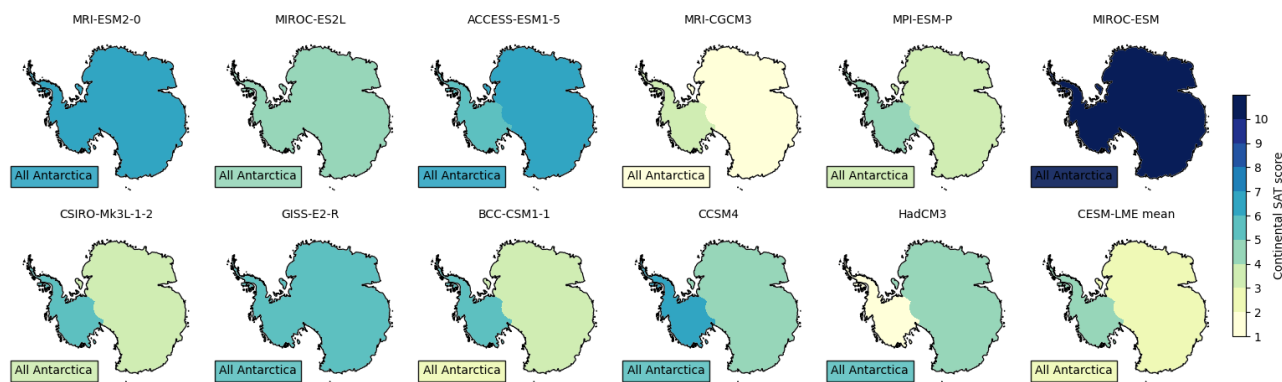 MRI-ESM2-0
MIROC-ES2L
ACCESS-ESM1-5
MRI-CGCM3
MPI-ESM-P
MIROC-ESM
All Antarctica
All Antarctica
All Antarctica
All Antarctica
All Antarctica
All Antarctica
CSIRO-Mk3L-1-2
GISS-E2-R
BCC-CSM1-1
CCSM4
HadCM3
CESM-LME mean
All Antarctica
All Antarctica
All Antarctica
All Antarctica
All Antarctica
All Antarctica
10
9
8
7
6
5
4
3
2
1
Continental SAT score